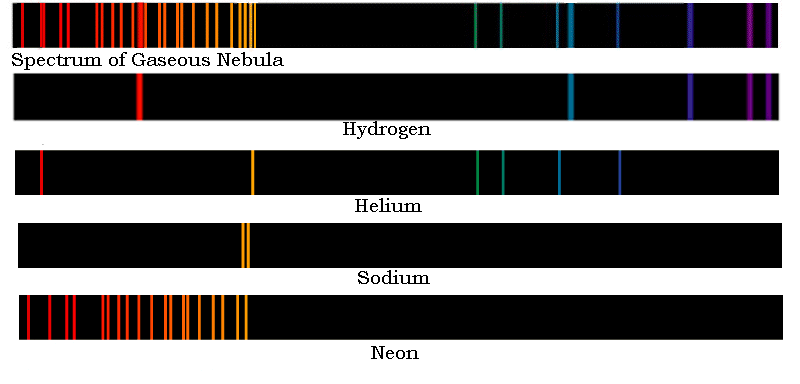 Spectrum of Gaseous Nebula
Hydrogen
Helium
Sodium
Neon